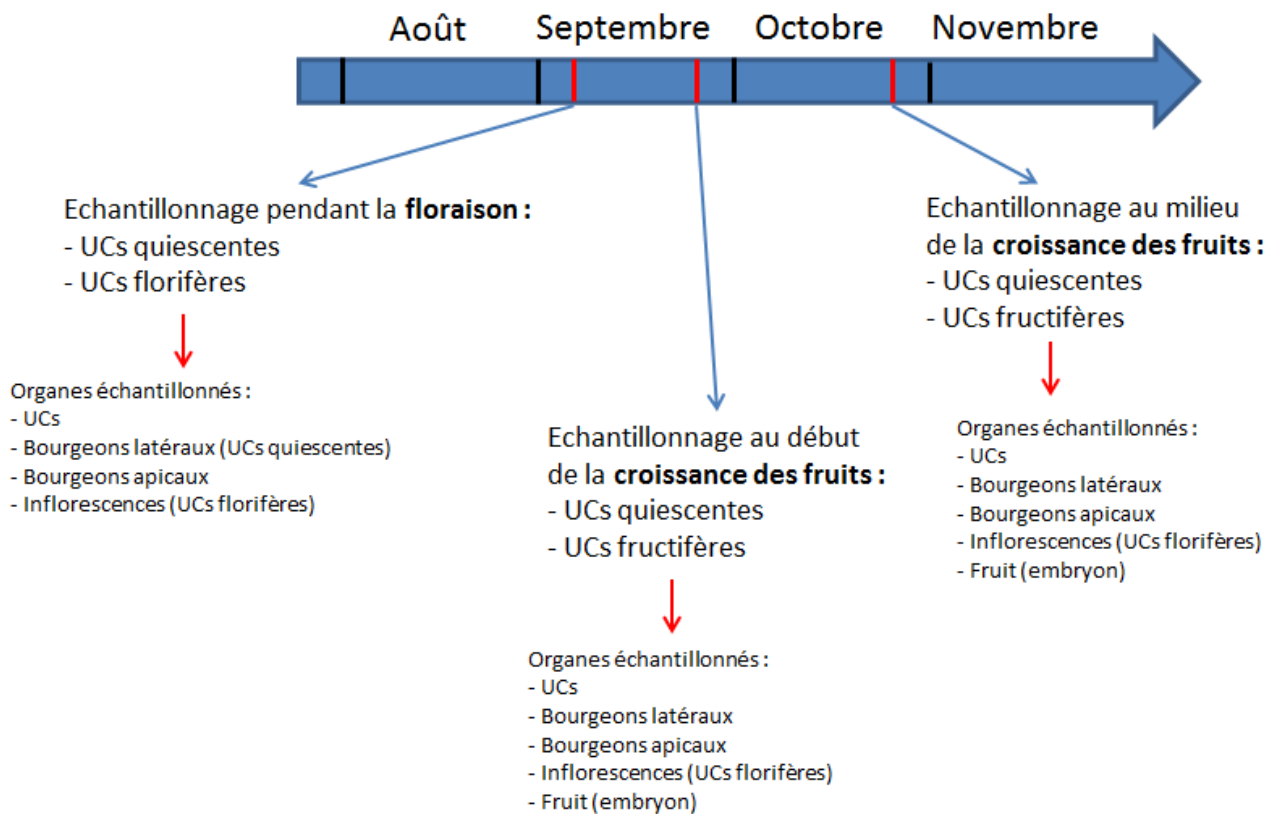 Août Septembre Octobre Novembre
Echantillonnage pendant la floraison :
- UCs quiescentes
- UCs florifères
Organes échantillonnés :
- UCs
- Bourgeons latéraux (UCs quiescentes)
- Bourgeons apicaux
- Inflorescences (UCs florifères)
Echantillonnage au début
de la croissance des fruits :
- UCs quiescentes
- UCs fructifères
Organes échantillonnés :
- UCs
- Bourgeons latéraux
- Bourgeons apicaux
- Inflorescences (UCs florifères)
- Fruit (embryon)
Echantillonnage au milieu
de la croissance des fruits :
- UCs quiescentes
- UCs fructifères
Organes échantillonnés :
- UCs
- Bourgeons latéraux
- Bourgeons apicaux
- Inflorescences (UCs florifères)
- Fruit (embryon)